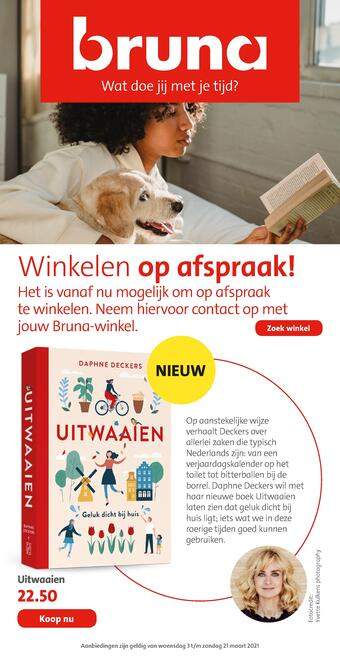 bruna
Wat doe jij met je tijd?
Winkelen op afspraak!
Het is vanaf nu mogelijk om op afspraak
te winkelen. Neem hiervoor contact op met
jouw Bruna-winkel.
Zoek winkel
NIEUW
DAPHNE DECKERS
UITWAAIEN
Geluk dicht bij huis
UITWAAIEN
Op aanstekelijke wijze
verhaalt Deckers over
allerlei zaken die typisch
Nederlands zijn: van een
verjaardagskalender op het
toilet tot bitterballen bij de
borrel. Daphne Deckers wil met
haar nieuwe boek Uitwaaien
laten zien dat geluk dicht bij
huis ligt; iets wat we in deze
roerige tijden goed kunnen
gebruiken.
Fotocredit:
Yvette Kulkens photography
Uitwaaien
22.50
Koop nu
Aanbiedingen zijn geldig van woensdag 3 t/m zondag 21 maart 2021